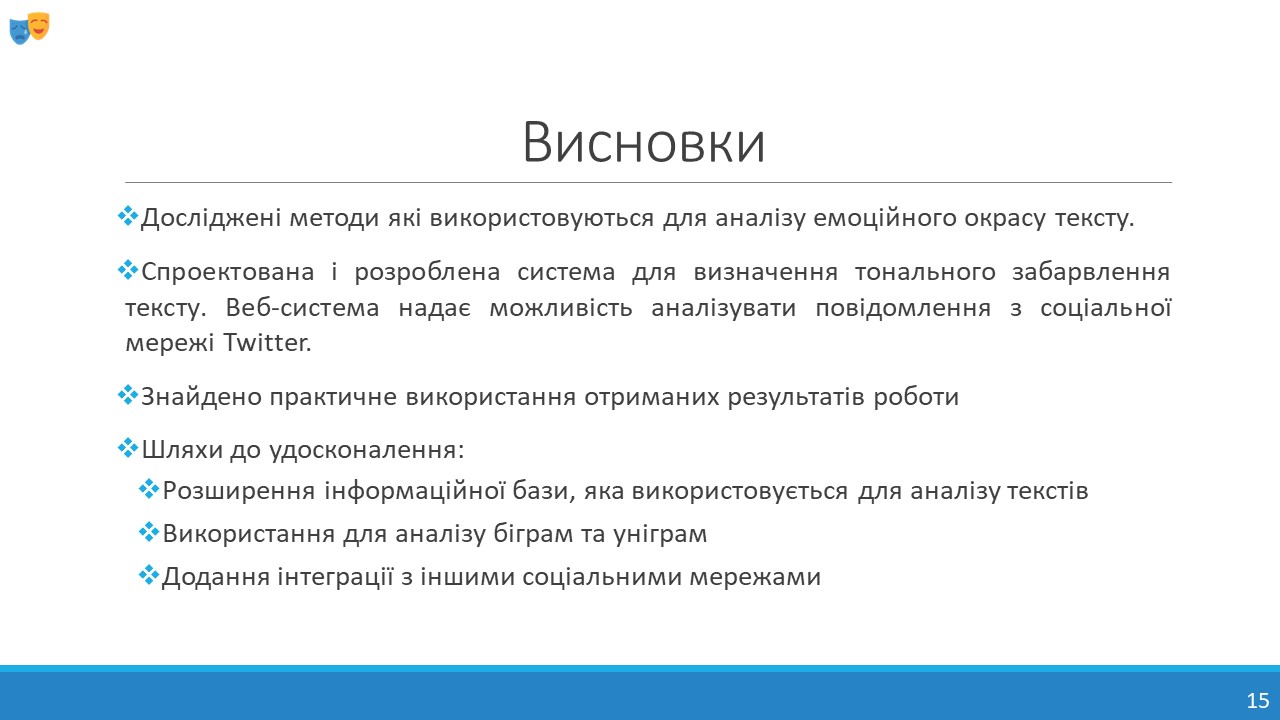 Висновки
Досліджені методи які використовуються для аналізу емоційного окрасу тексту.
Спроектована і розроблена система для визначення тонального забарвлення
тексту. Веб-система надає можливість аналізувати повідомлення з соціальної
мережі Twitter.
Знайдено практичне використання отриманих результатів роботи
Шляхи до удосконалення:
Розширення інформаційної бази, яка використовується для аналізу текстів
Використання для аналізу біграм та уніграм
Додання інтеграції з іншими соціальними мережами
15